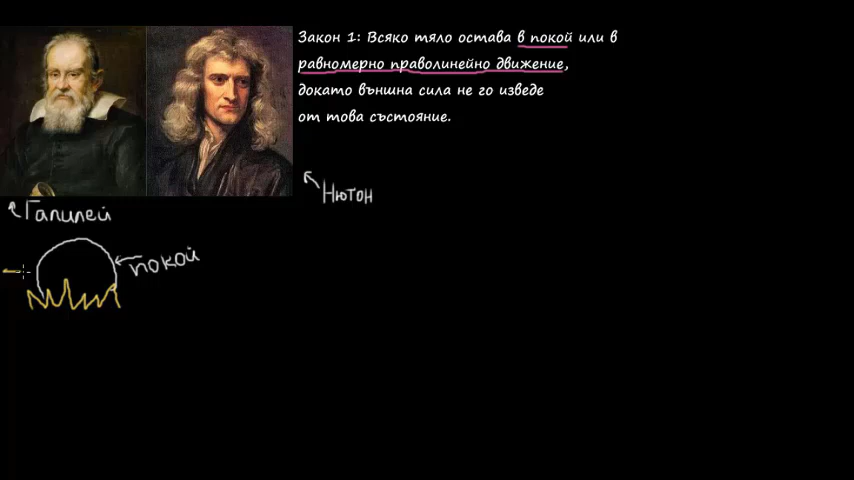 Закон 1: Всяко тяло остава в покой или в
равномерно праволинейно движение,
докато външна сила не го изведе
от това състояние.
Нютон
Галилей
покой